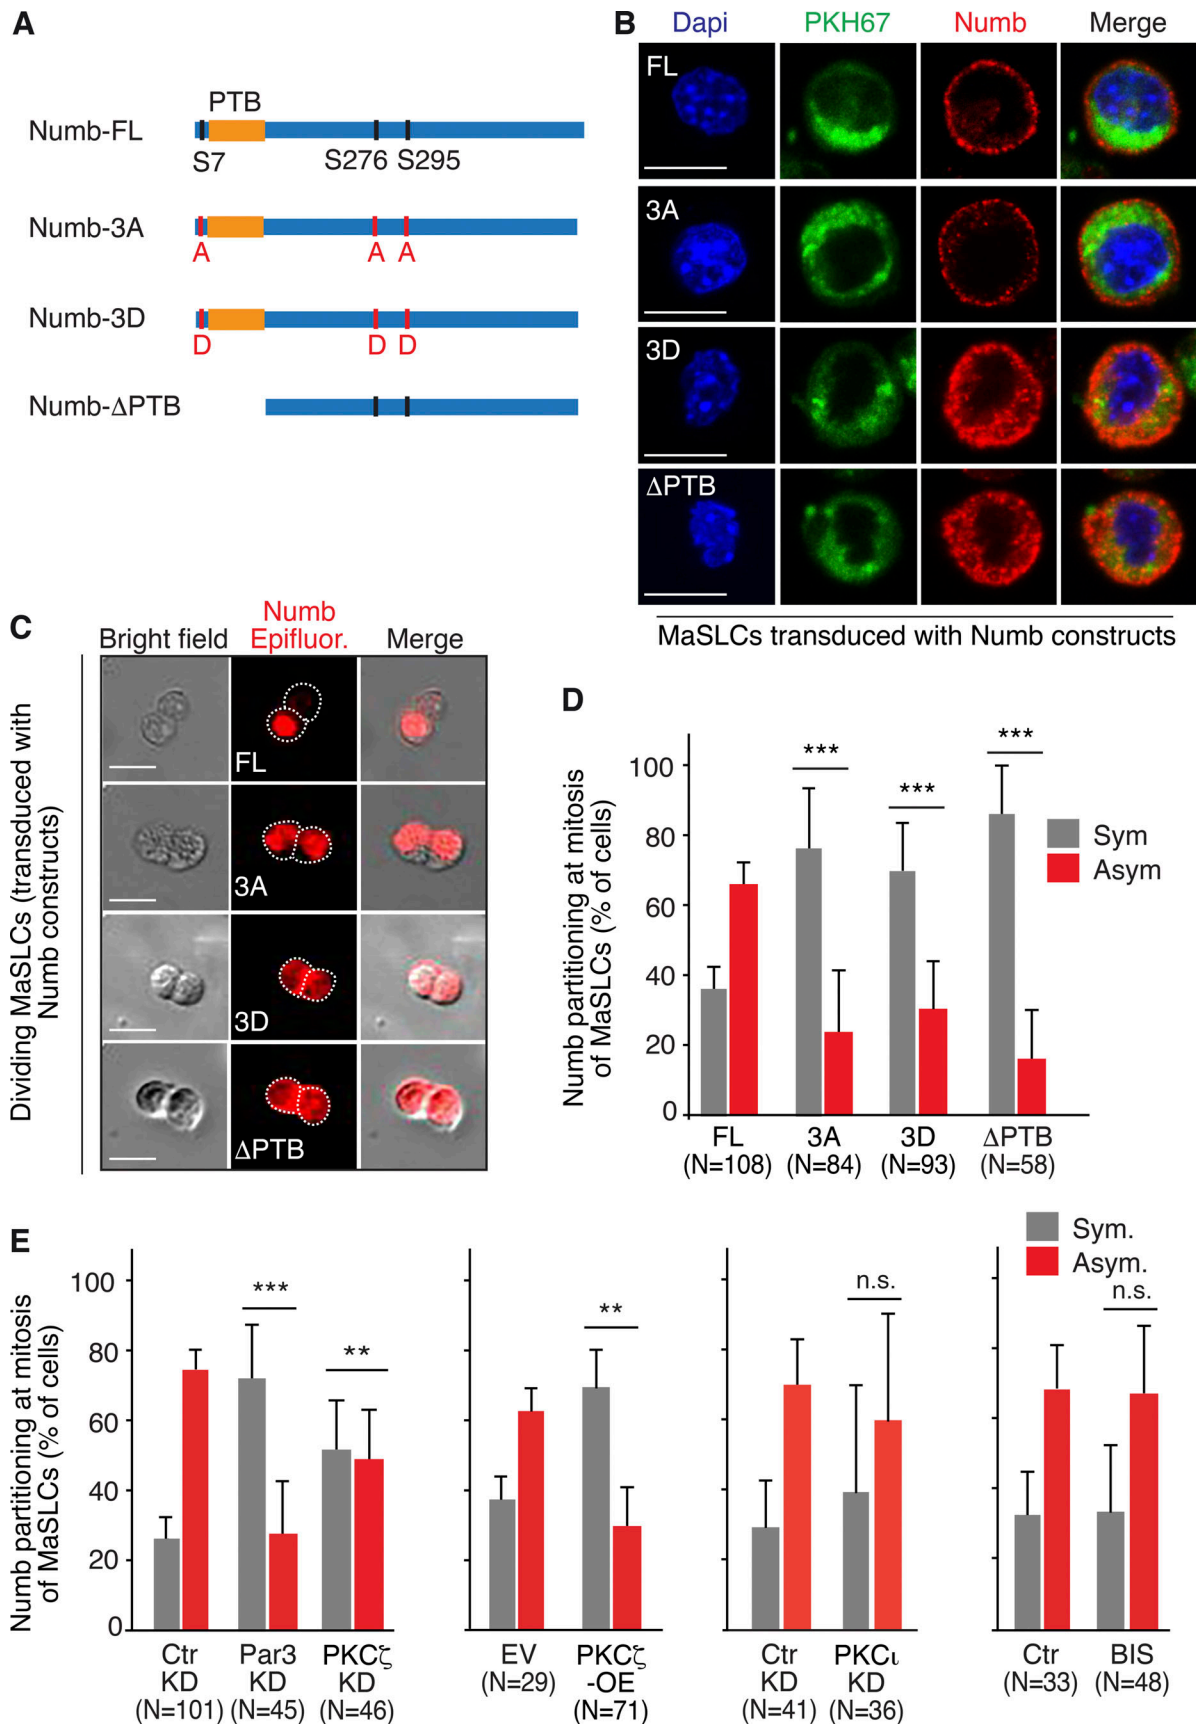 A
PTB
Numb-FL
S7
S276
S295
Numb-3A
A
A
A
Numb-3D
D
D
D
Numb-ΔPTB
B
Dapi
PKH67
Numb
Merge
FL
3A
3D
ΔPTB
MaSLCs transduced with Numb constructs
C
Dividing MaSLCs (transduced with
Numb constructs)
Bright field
Numb
Epifluor.
Merge
FL
3A
3D
ΔPTB
D
Numb partitioning at mitosis
of MaSLCs (% of cells)
100
80
60
40
20
0
***
***
***
Sym
Asym
FL
(N=108)
3A
(N=84)
3D
(N=93)
ΔPTB
(N=58)
E
Numb partitioning at mitosis
of MaSLCs (% of cells)
100
80
60
40
20
0
***
**
Ctr
KD
(N=101)
Par3
KD
(N=45)
PKCζ
KD
(N=46)
**
EV
(N=29)
PKCζ
-OE
(N=71)
n.s.
Ctr
KD
(N=41)
PKCι
KD
(N=36)
Sym.
Asym.
n.s.
Ctr
(N=33)
BIS
(N=48)